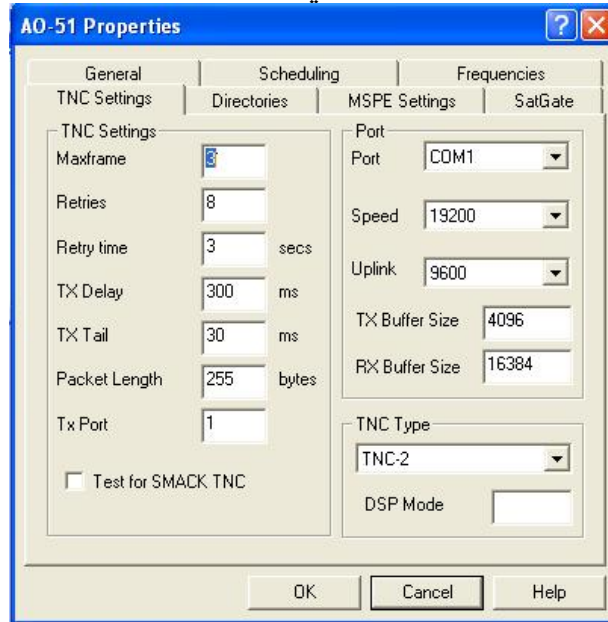 AO-51 Properties
General
Scheduling
Frequencies
TNC Settings
Directories
MSPE Settings
SatGate
TNC Settings
Maxframe 3
Retries 8
Retry time 3 secs
TX Delay 300 ms
TX Tail 30 ms
Packet Length 255 bytes
Tx Port 1
Test for SMACK TNC
Port
Port COM1
Speed 19200
Uplink 9600
TX Buffer Size 4096
RX Buffer Size 16384
TNC Type
TNC-2
DSP Mode
OK
Cancel
Help